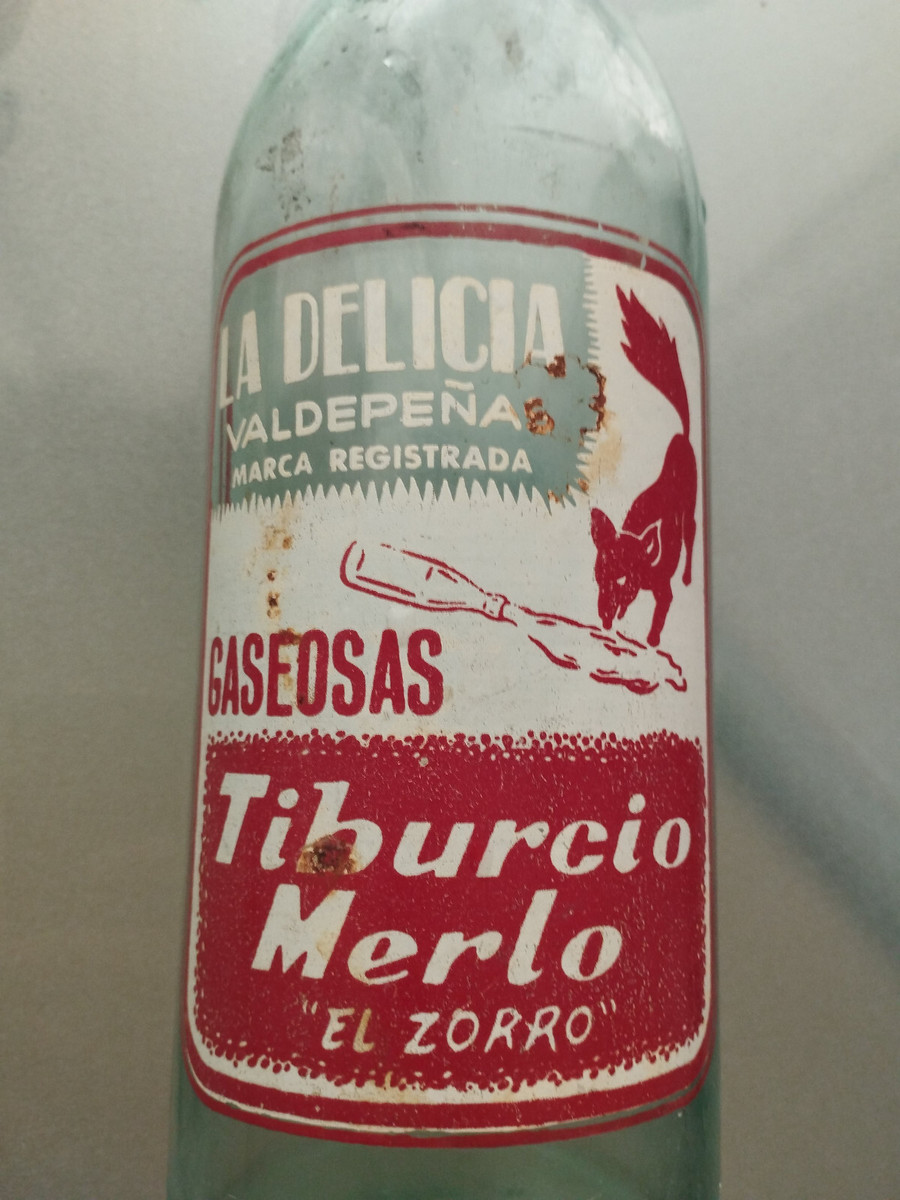 LA DELICIA
VALDEPEÑAS
MARCA REGISTRADA
GASEOSAS
Tiburcio
Merlo
"EL ZORRO"